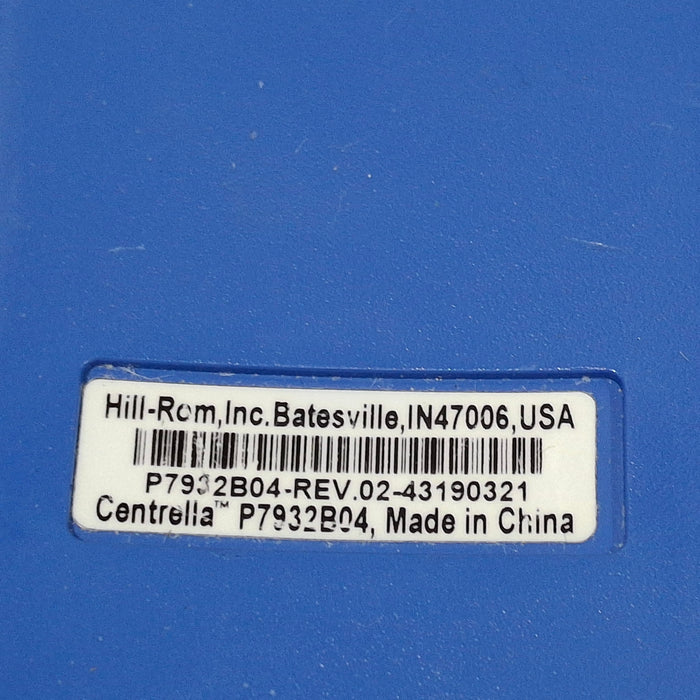 Hill-Rom,Inc.Batesville,IN47006,USA
P7932B04-REV.02-43190321
Centrella™ P7932B04, Made in China